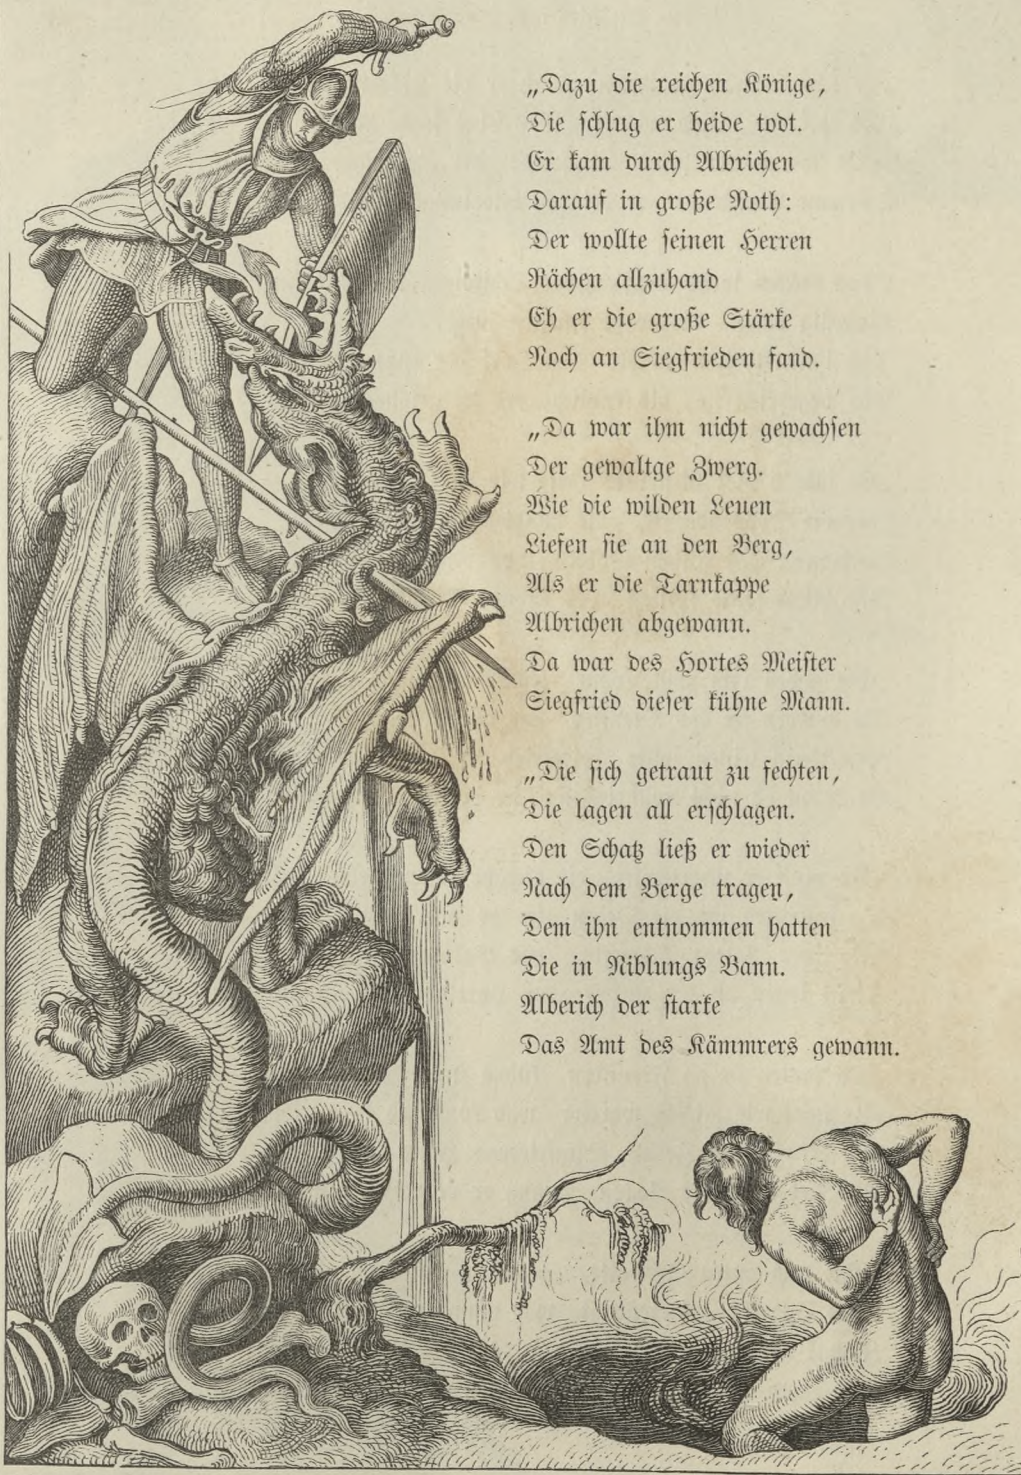 „Dazu die reichen Könige,
Die schlug er beide todt.
Er kam durch Albrichen
Darauf in große Noth:
Der wollte seinen Herren
Rächen allzuhand
Eh er die große Stärke
Noch an Siegfrieden fand.
„Da war ihm nicht gewachsen
Der gewaltge Zwerg.
Wie die wilden Leuen
Liefen sie an den Berg,
Als er die Tarnkappe
Albrichen abgewann.
Da war des Hortes Meister
Siegfried dieser kühne Mann.
„Die sich getraut zu fechten,
Die lagen all erschlagen.
Den Schatz ließ er wieder
Nach dem Berge tragen,
Dem ihn entnommen hatten
Die in Niblungs Bann.
Alberich der starke
Das Amt des Kämmrers gewann.